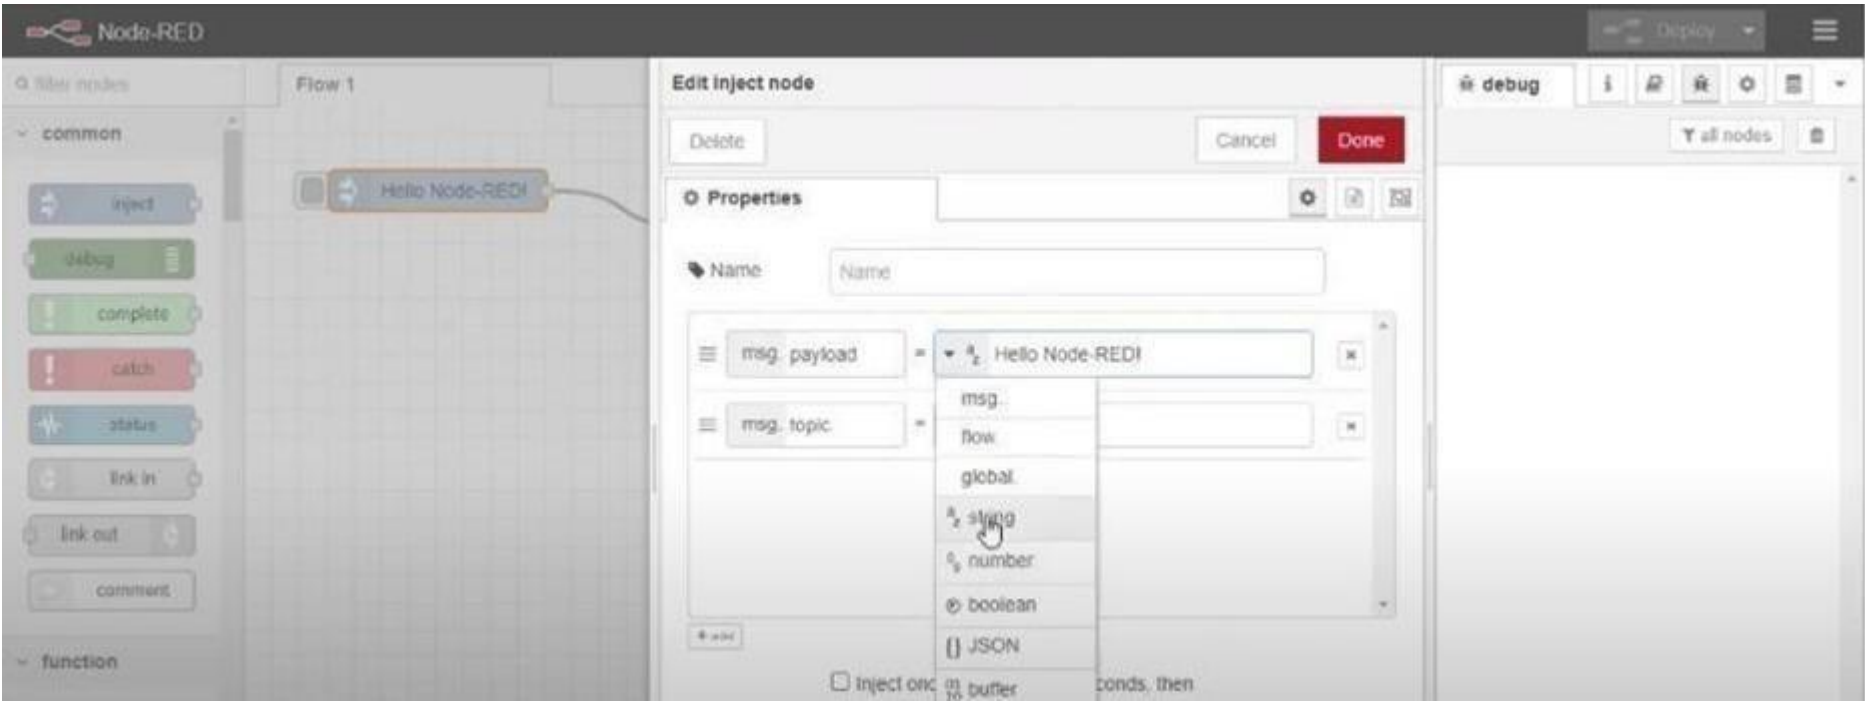 Node-RED
Deploy
filter nodes
Flow 1
Edit inject node
debug
i
common
Delete
Cancel
Done
all nodes
inject
Hello Node-RED!
Properties
debug
Name
Name
complete
msg. payload = Hello Node-RED!
catch
msg.
status
msg. topic =
flow.
link in
global.
string
link out
number
comment
boolean
add
{} JSON
function
Inject onc
buffer
conds, then